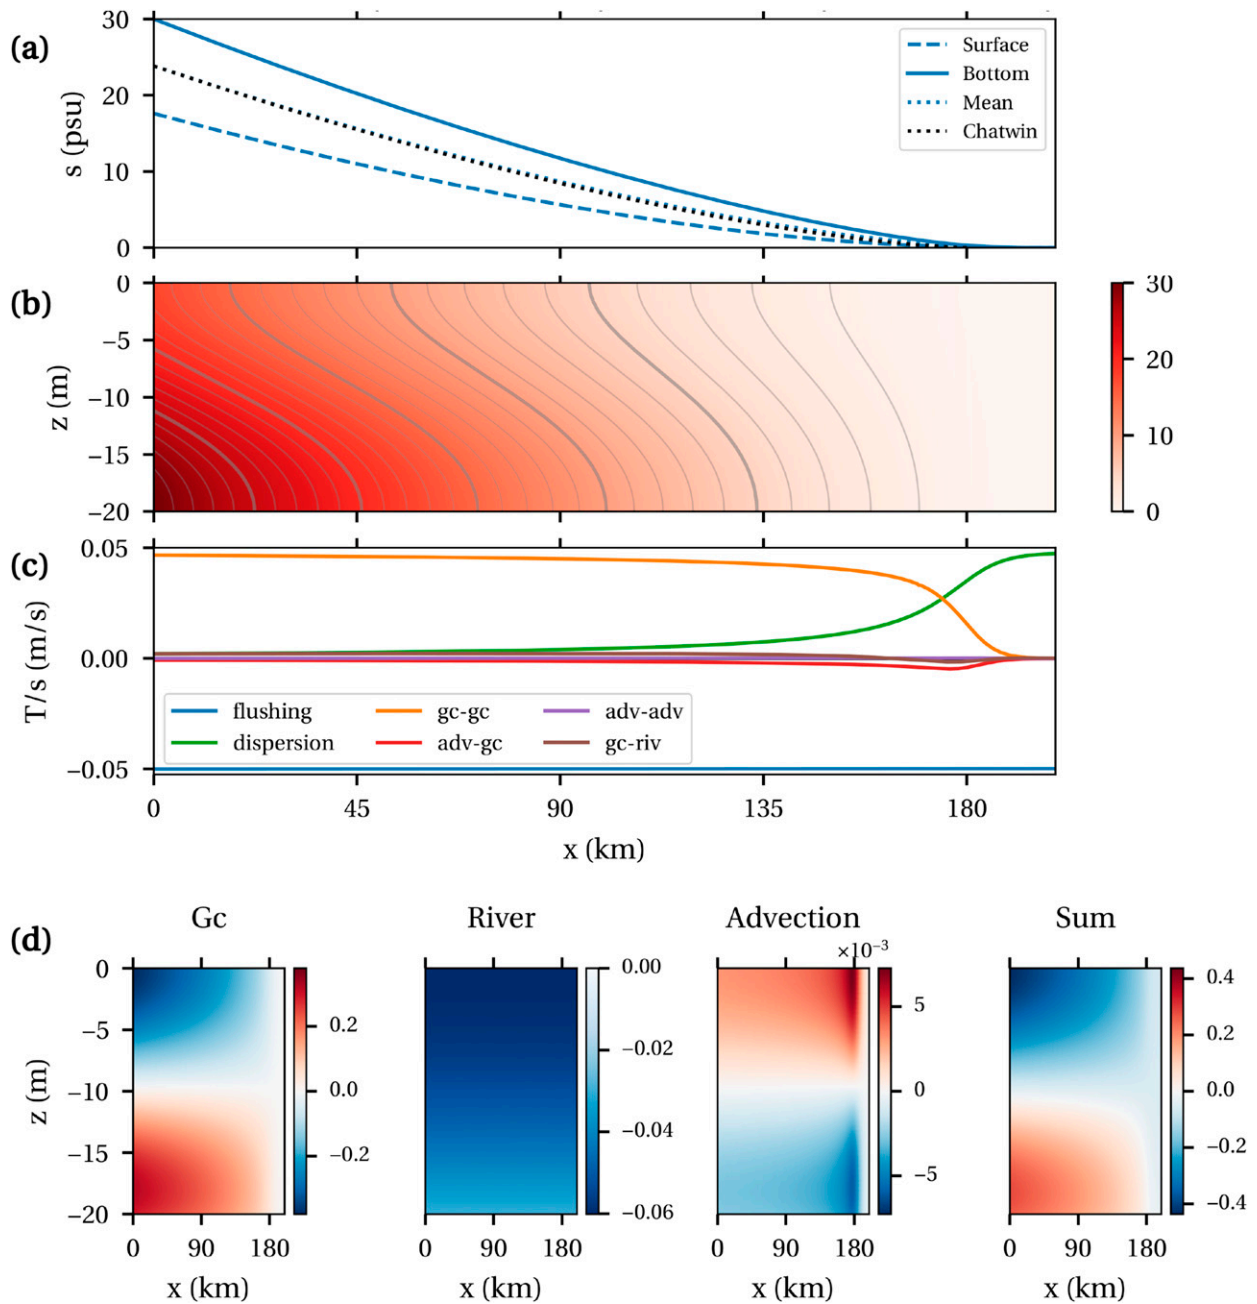 (a)
30
20
10
0
s (psu)
Surface
Bottom
Mean
Chatwin
(b)
0
−5
−10
−15
−20
z (m)
30
20
10
0
(c)
0.05
0.00
−0.05
T/s (m/s)
flushing
gc-gc
adv-adv
dispersion
adv-gc
gc-riv
0 45 90 135 180
x (km)
(d)
Gc
River
Advection
Sum
×10⁻³
0
−5
−10
−15
−20
z (m)
0.2
0.0
−0.2
0.00
−0.02
−0.04
−0.06
5
0
−5
0.4
0.2
0.0
−0.2
−0.4
0 90 180
0 90 180
0 90 180
0 90 180
x (km)
x (km)
x (km)
x (km)